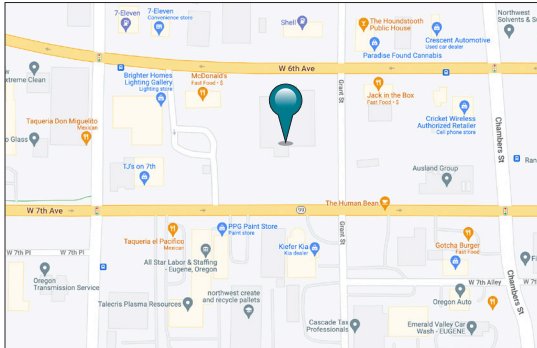 7-Eleven
7-Eleven
Convenience store
Shell
The Houndstooth
Public House
Northwest
Solvents & S
Crescent Automotive
Used car dealer
Paradise Found Cannabis
W 6th Ave
xtreme Clean
Brighter Homes
Lighting Gallery
Lighting store
McDonald's
Fast Food • $
Grant St
Jack in the Box
Fast Food • $
Chambers St
Taqueria Don Miguelito
Mexican
o Glass
Cricket Wireless
Authorized Retailer
Cell phone store
TJ's on 7th
Ausland Group
Ran
The Human Bean
W 7th Ave
99
Taqueria el Pacifico
Mexican
PPG Paint Store
Paint store
Grant St
Kiefer Kia
Kia dealer
Gotcha Burger
Fast Food
W 7th Pl
W 7th Pl
All Star Labor & Staffing
- Eugene, Oregon
Fi
Oregon
Transmission Service
W 7th Alley
Chambers St
northwest create
and recycle pallets
Talecris Plasma Resources
Oregon Auto
Cascade Tax
Professionals
Emerald Valley Car
Wash - EUGENE